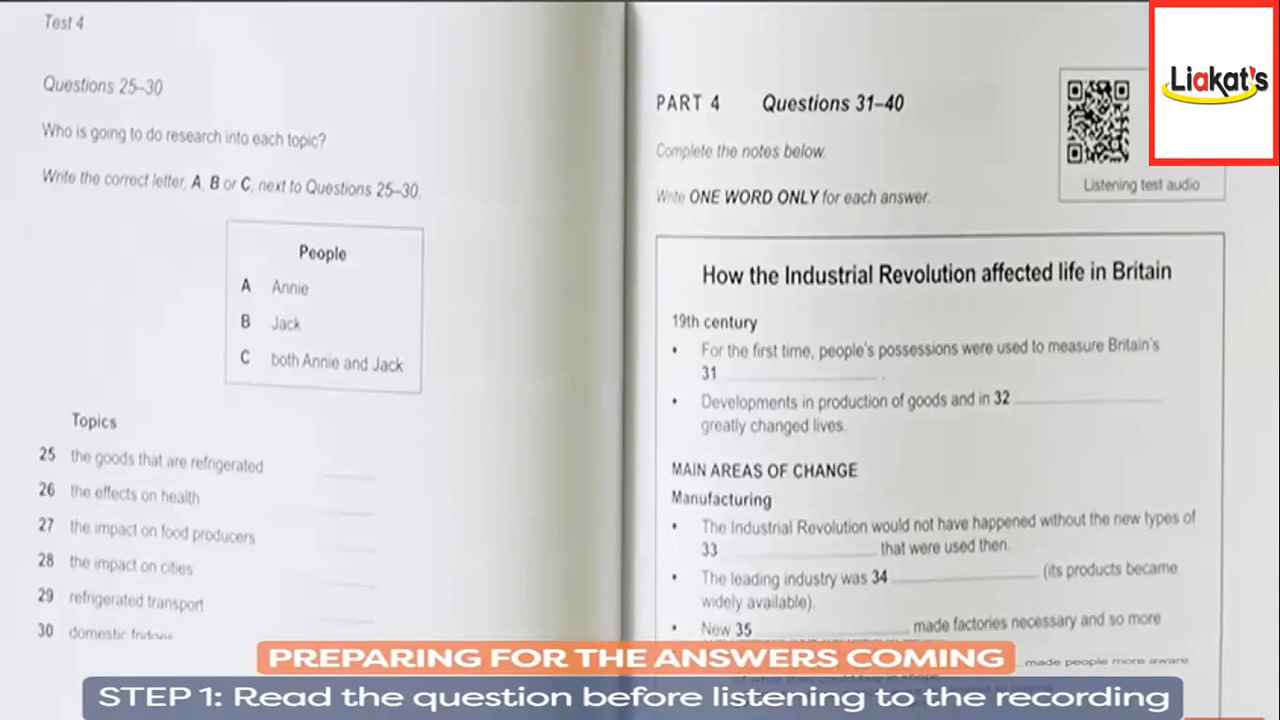 Test 4
Questions 25–30
Who is going to do research into each topic?
Write the correct letter, A, B or C, next to Questions 25–30.
People
A Annie
B Jack
C both Annie and Jack
Topics
25 the goods that are refrigerated
26 the effects on health
27 the impact on food producers
28 the impact on cities
29 refrigerated transport
30 domestic fridges
PART 4 Questions 31–40
Complete the notes below.
Write ONE WORD ONLY for each answer.
Listening test audio
Liakat's
How the Industrial Revolution affected life in Britain
19th century
• For the first time, people's possessions were used to measure Britain's
31 ____________ .
• Developments in production of goods and in 32 ____________
greatly changed lives.
MAIN AREAS OF CHANGE
Manufacturing
• The Industrial Revolution would not have happened without the new types of
33 ____________ that were used then.
• The leading industry was 34 ____________ (its products became
widely available).
• New 35 ____________ made factories necessary and so more
made people more aware
PREPARING FOR THE ANSWERS COMING
STEP 1: Read the question before listening to the recording